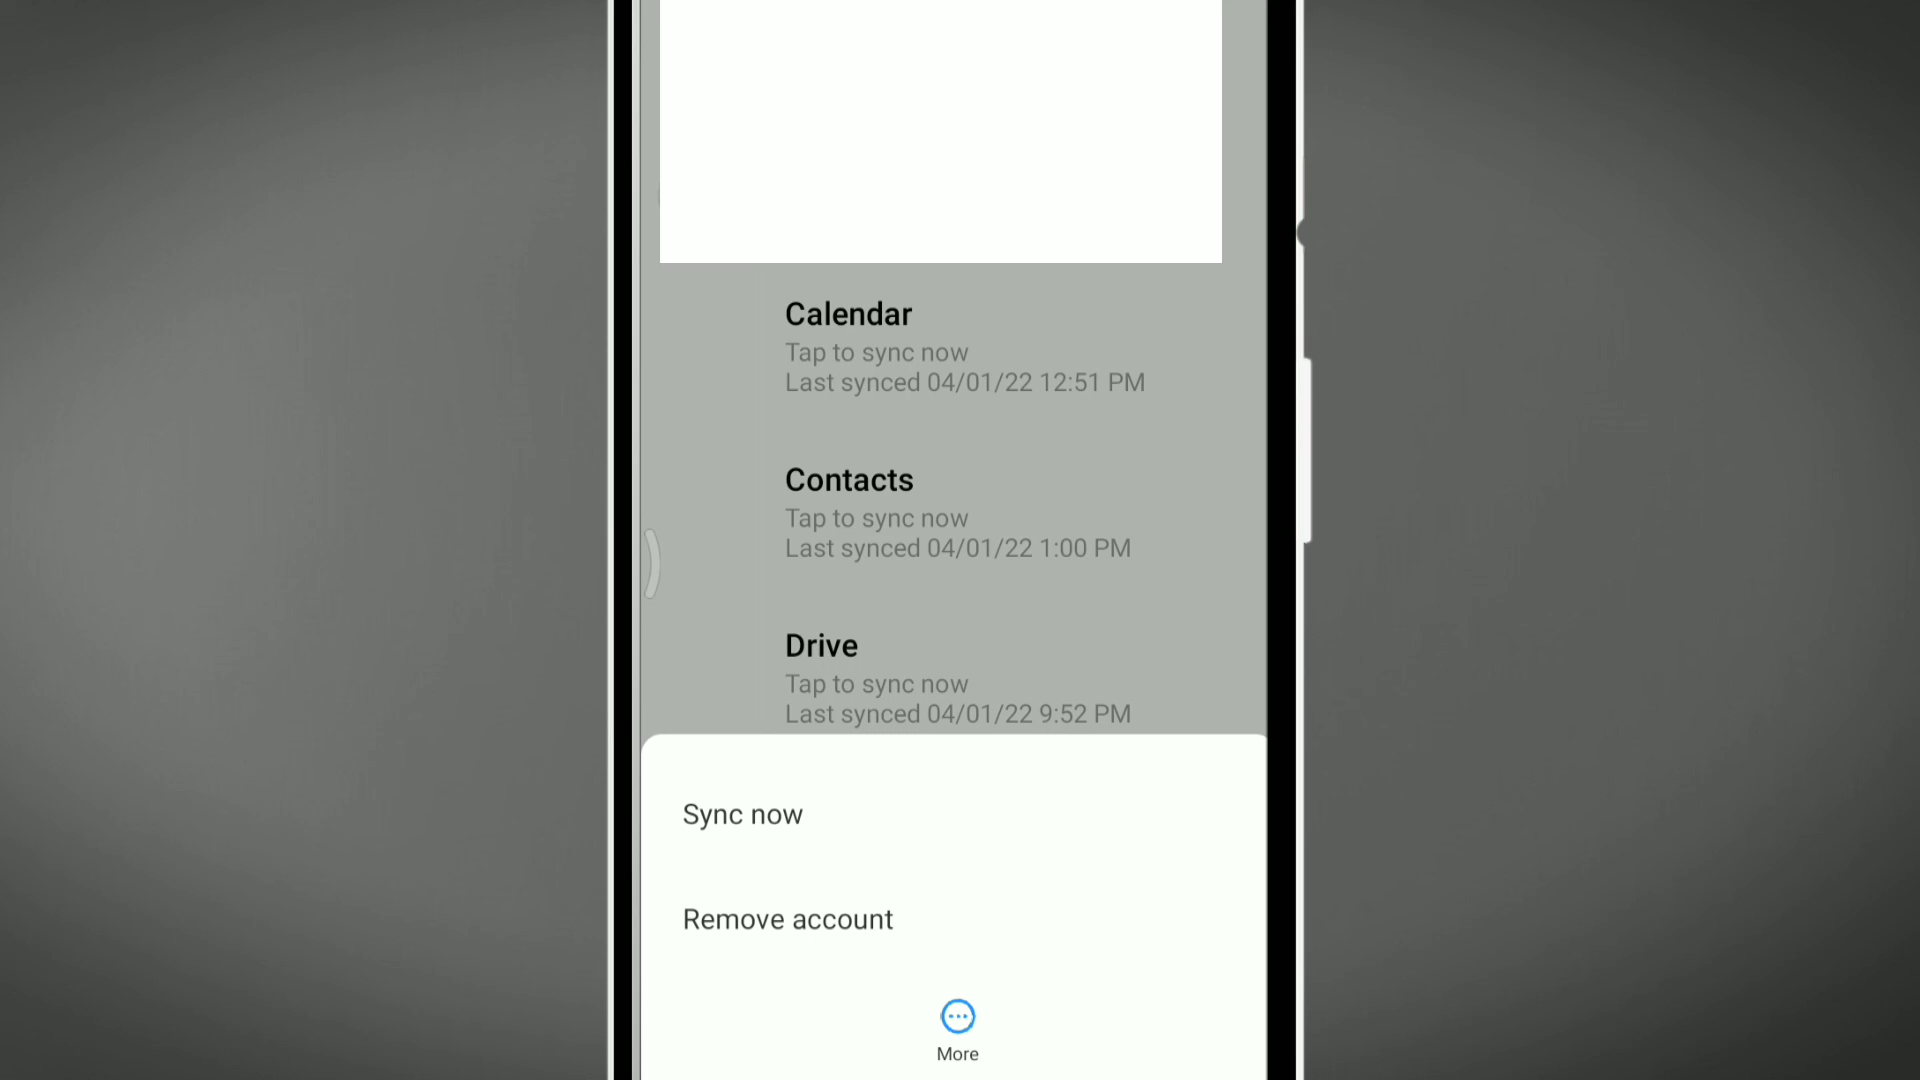 Calendar
Tap to sync now
Last synced 04/01/22 12:51 PM
Contacts
Tap to sync now
Last synced 04/01/22 1:00 PM
Drive
Tap to sync now
Last synced 04/01/22 9:52 PM
Sync now
Remove account
More